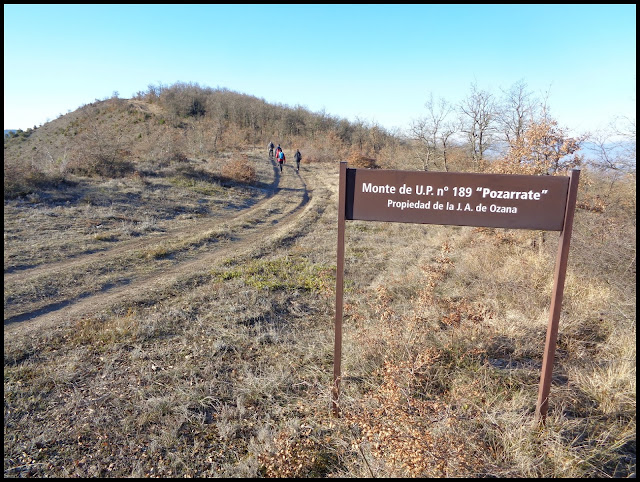 Monte de U.P. nº 189 "Pozarrate"
Propiedad de la J. A. de Ozana